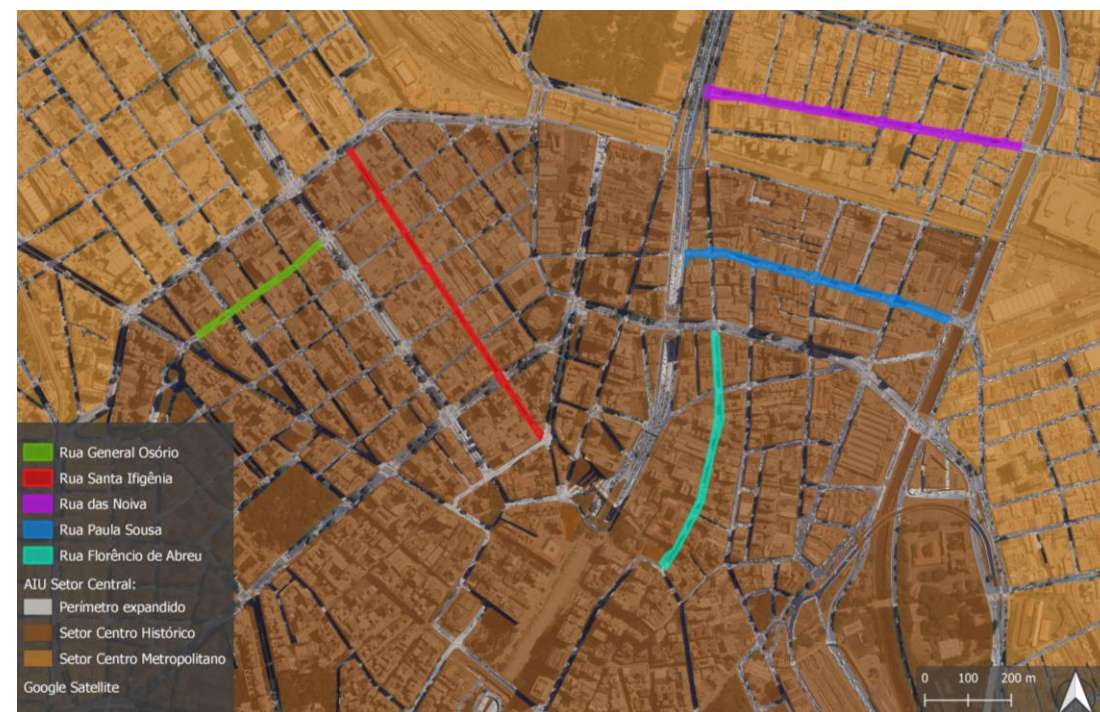 Rua General Osório
Rua Santa Ifigênia
Rua das Noiva
Rua Paula Sousa
Rua Florêncio de Abreu
AIU Setor Central:
Perímetro expandido
Setor Centro Histórico
Setor Centro Metropolitano
Google Satellite
0 100 200 m